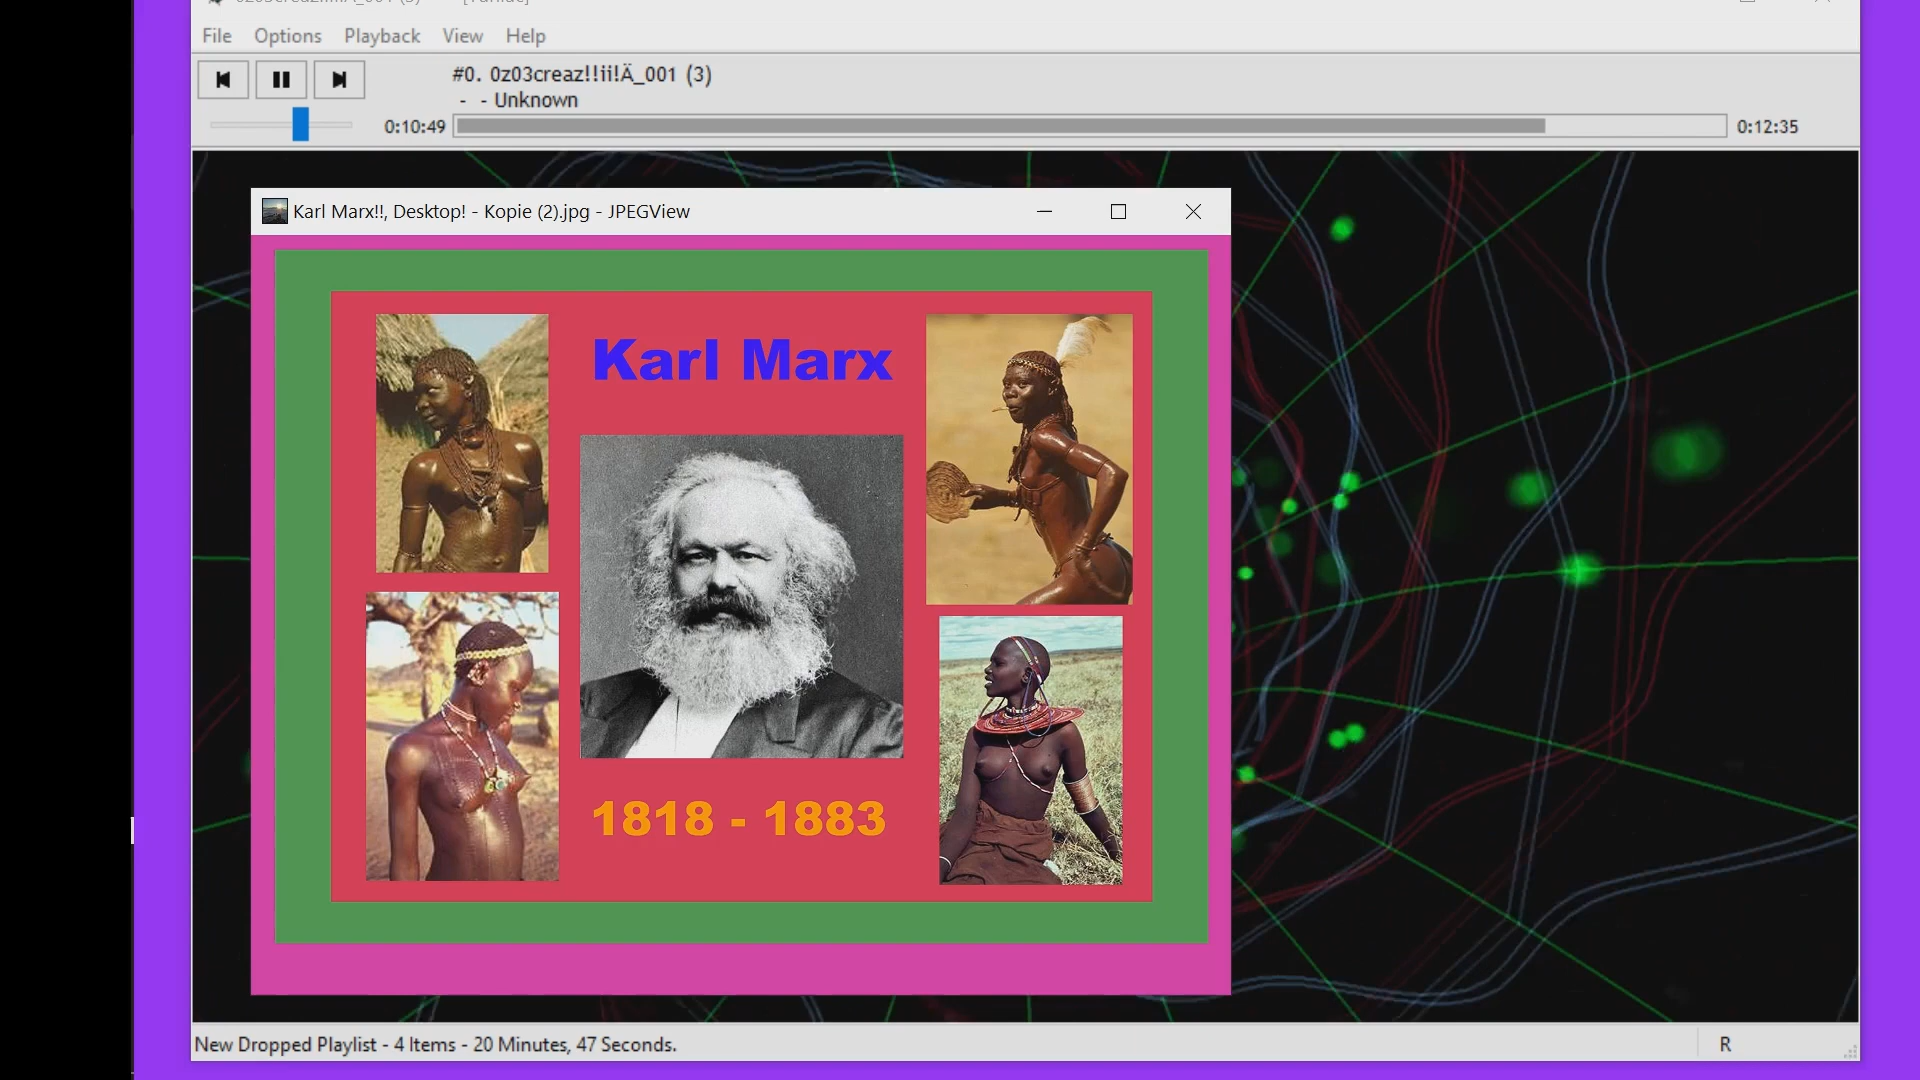 File Options Playback View Help
#0. 0z03creaz!!ii!Ä_001 (3)
- - Unknown
0:10:49
0:12:35
Karl Marx!!, Desktop! - Kopie (2).jpg - JPEGView
Karl Marx
1818 - 1883
New Dropped Playlist - 4 Items - 20 Minutes, 47 Seconds.
R